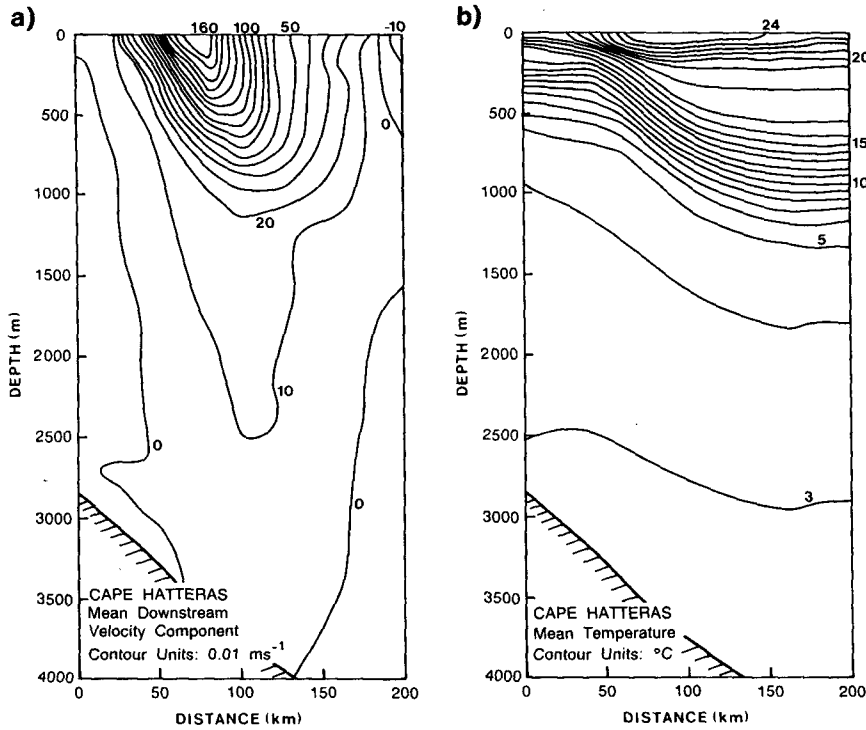 a)
160 100 50 -10
0
500
1000
1500
2000
2500
3000
3500
4000
DEPTH (m)
0
20
10
0
0
CAPE HATTERAS
Mean Downstream
Velocity Component
Contour Units: 0.01 ms⁻¹
0 50 100 150 200
DISTANCE (km)
b)
24
0
500
1000
1500
2000
2500
3000
3500
4000
DEPTH (m)
20
15
10
5
3
CAPE HATTERAS
Mean Temperature
Contour Units: °C
0 50 100 150 200
DISTANCE (km)